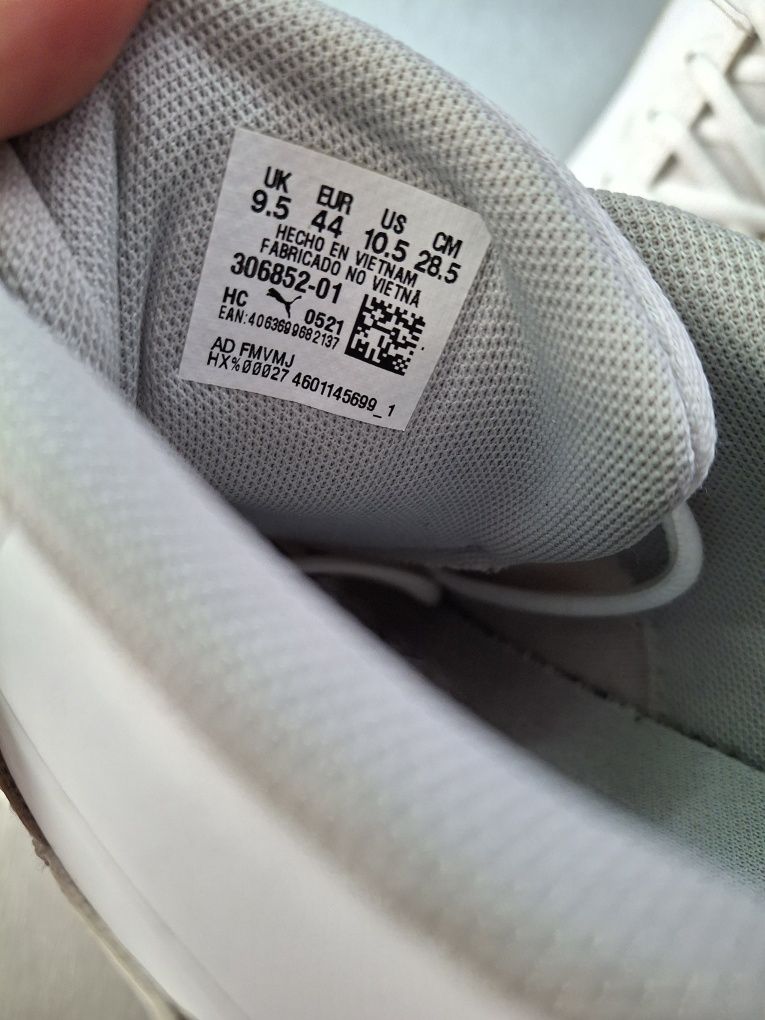 UK EUR US CM
9.5 44 10.5 28.5
HECHO EN VIETNAM
FABRICADO NO VIETNA
306852-01
HC 0521
EAN:4063699682137
AD FMVMJ
HX%00027 4601145699_1